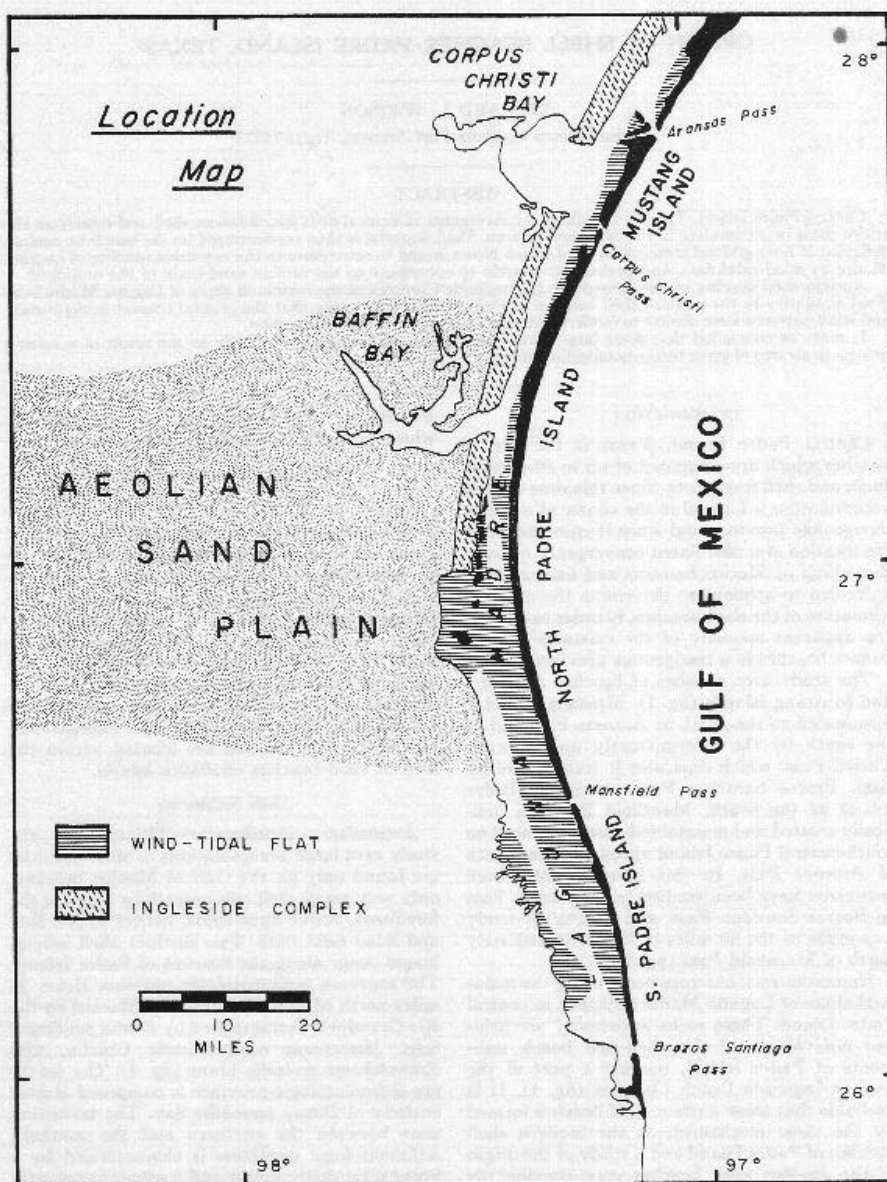 CORPUS
CHRISTI
BAY
28°
Location
Map
Aransas Pass
MUSTANG
ISLAND
Corpus Christi
Pass
BAFFIN
BAY
AEOLIAN
SAND
PLAIN
LAGUNA MADRE
NORTH PADRE ISLAND
GULF OF MEXICO
27°
Mansfield Pass
S. PADRE ISLAND
WIND-TIDAL FLAT
INGLESIDE COMPLEX
0 10 20
MILES
Brazos Santiago
Pass
26°
98°
97°